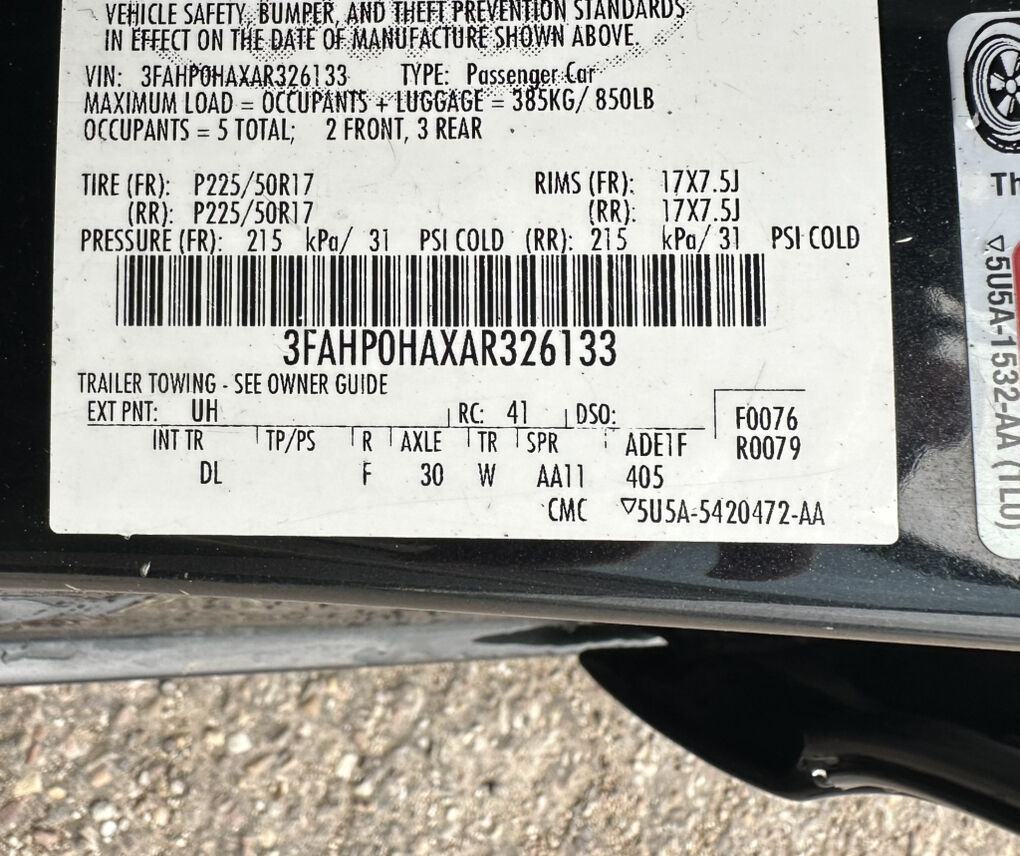 VEHICLE SAFETY, BUMPER, AND THEFT PREVENTION STANDARDS
IN EFFECT ON THE DATE OF MANUFACTURE SHOWN ABOVE.
VIN: 3FAHP0HAXAR326133 TYPE: Passenger Car
MAXIMUM LOAD = OCCUPANTS + LUGGAGE = 385KG/ 850LB
OCCUPANTS = 5 TOTAL; 2 FRONT, 3 REAR
TIRE (FR): P225/50R17 RIMS (FR): 17X7.5J
(RR): P225/50R17 (RR): 17X7.5J
PRESSURE (FR): 215 kPa/ 31 PSI COLD (RR): 215 kPa/ 31 PSI COLD
3FAHP0HAXAR326133
TRAILER TOWING - SEE OWNER GUIDE
EXT PNT: UH RC: 41 DSO: F0076
INT TR TP/PS R AXLE TR SPR ADE1F R0079
DL F 30 W AA11 405
CMC ▽5U5A-5420472-AA
Th
▽5U5A-1532-AA (1L0)